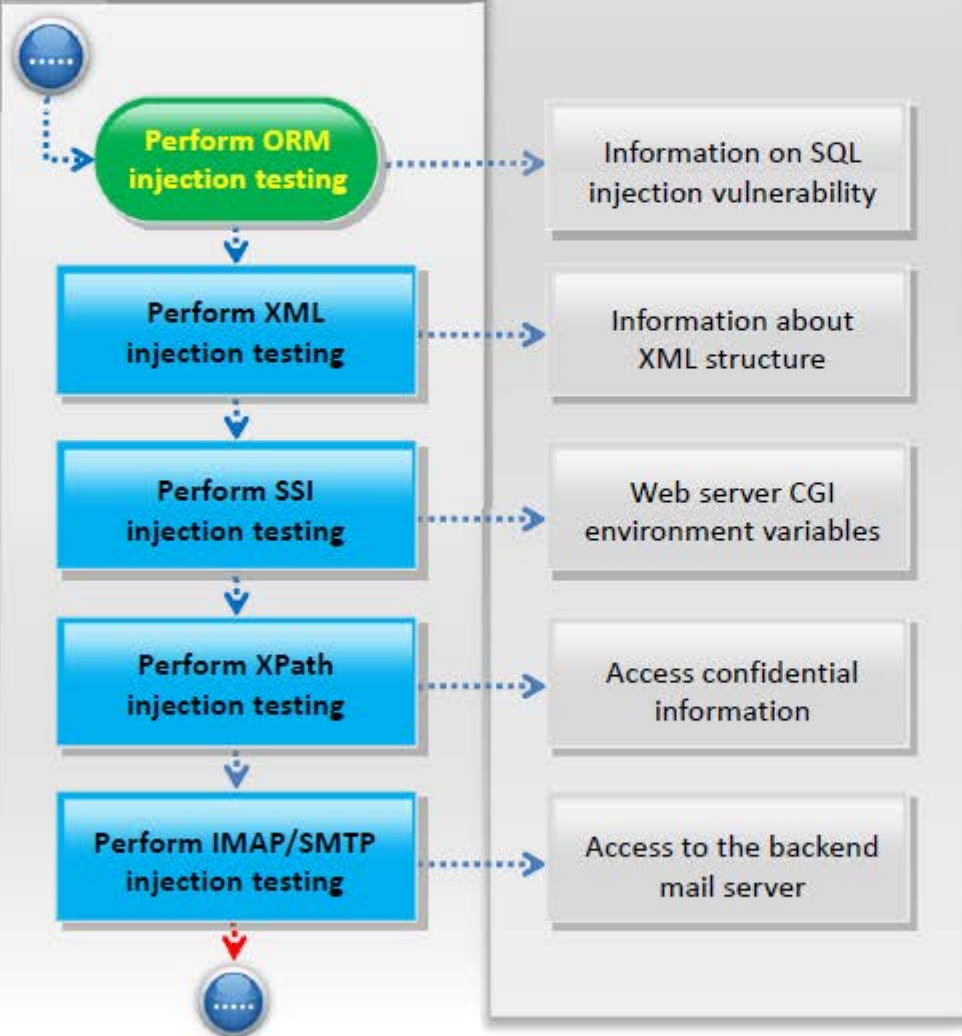 Perform ORM
injection testing
Information on SQL
injection vulnerability
Perform XML
injection testing
Information about
XML structure
Perform SSI
injection testing
Web server CGI
environment variables
Perform XPath
injection testing
Access confidential
information
Perform IMAP/SMTP
injection testing
Access to the backend
mail server